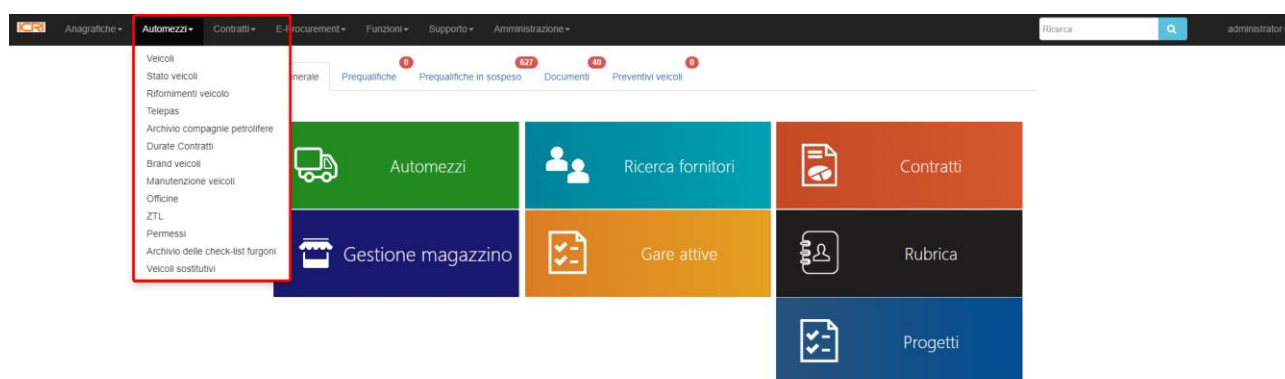 ICRI Anagrafiche Automezzi Contratti E-Procurement Funzioni Supporto Amministrazione Ricerca administrator
Veicoli
Stato veicoli
Rifornimenti veicolo
Telepas
Archivio compagnie petrolifere
Durate Contratti
Brand veicoli
Manutenzione veicoli
Officine
ZTL
Permessi
Archivio delle check-list furgoni
Veicoli sostitutivi
0 627 40 0
nerale Prequalifiche Prequalifiche in sospeso Documenti Preventivi veicoli
Automezzi Ricerca fornitori Contratti
Gestione magazzino Gare attive Rubrica
Progetti